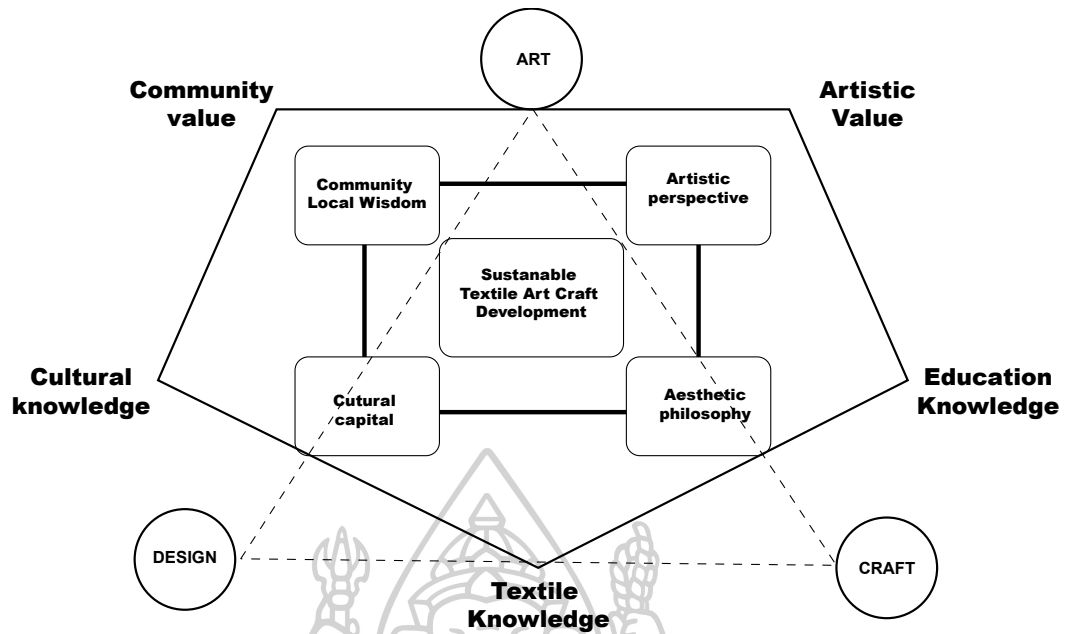 ART
Community
value
Artistic
Value
Community
Local Wisdom
Artistic
perspective
Sustanable
Textile Art Craft
Development
Cultural
knowledge
Education
Knowledge
Cutural
capital
Aesthetic
philosophy
DESIGN
CRAFT
Textile
Knowledge